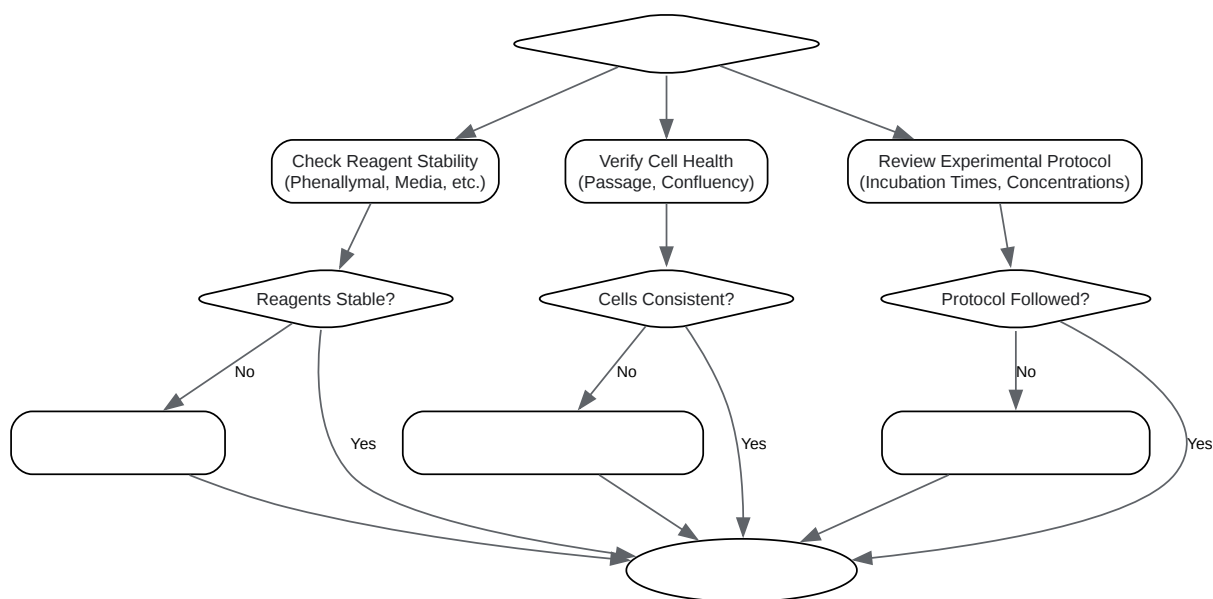 Check Reagent Stability
(Phenallymal, Media, etc.)
Verify Cell Health
(Passage, Confluency)
Review Experimental Protocol
(Incubation Times, Concentrations)
Reagents Stable?
Cells Consistent?
Protocol Followed?
No
No
No
Yes
Yes
Yes